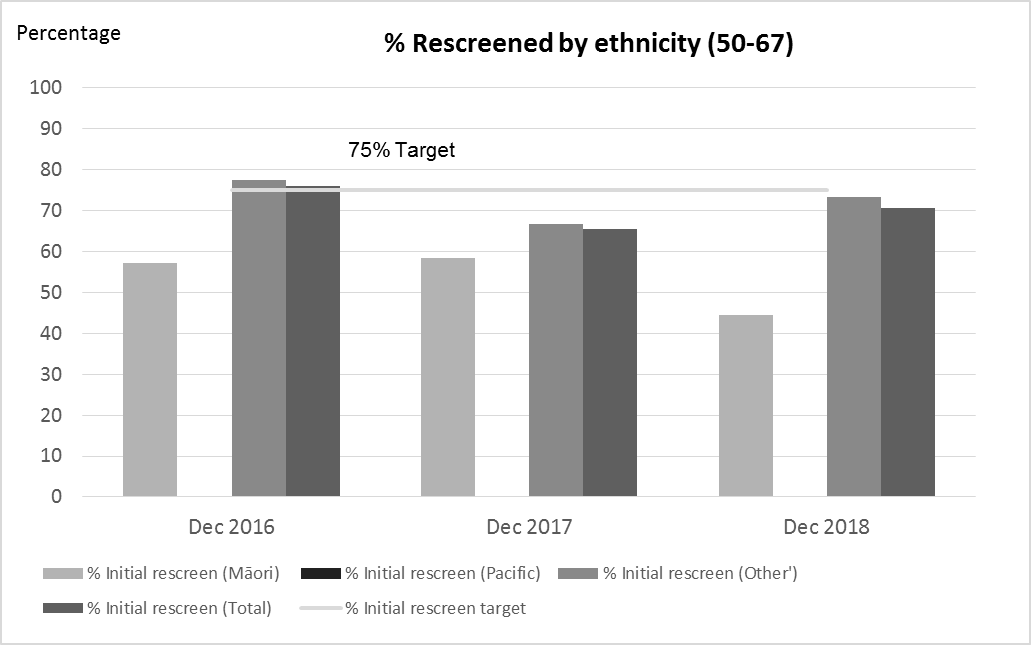 Percentage
% Rescreened by ethnicity (50-67)
100
90
75% Target
80
70
60
50
40
30
20
10
0
Dec 2016 Dec 2017 Dec 2018
% Initial rescreen (Māori) % Initial rescreen (Pacific) % Initial rescreen (Other')
% Initial rescreen (Total) % Initial rescreen target